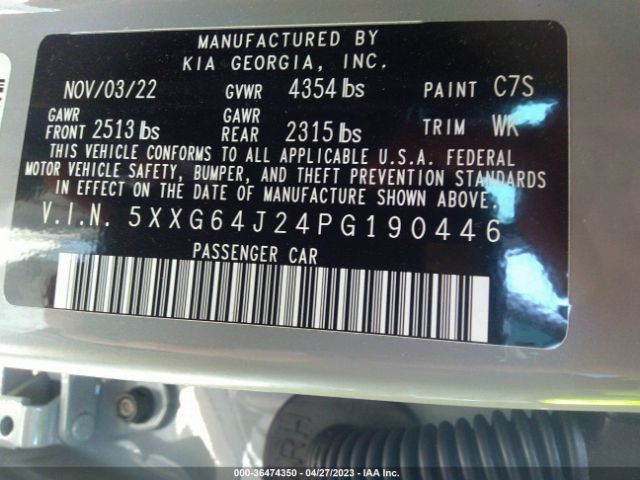 MANUFACTURED BY
KIA GEORGIA, INC.
NOV/03/22 GVWR 4354 lbs PAINT C7S
GAWR FRONT 2513 lbs GAWR REAR 2315 lbs TRIM WK
THIS VEHICLE CONFORMS TO ALL APPLICABLE U.S.A. FEDERAL
MOTOR VEHICLE SAFETY, BUMPER, AND THEFT PREVENTION STANDARDS
IN EFFECT ON THE DATE OF MANUFACTURE SHOWN ABOVE.
V.I.N. 5XXG64J24PG190446
PASSENGER CAR
RH
000-36474350 - 04/27/2023 - IAA Inc.